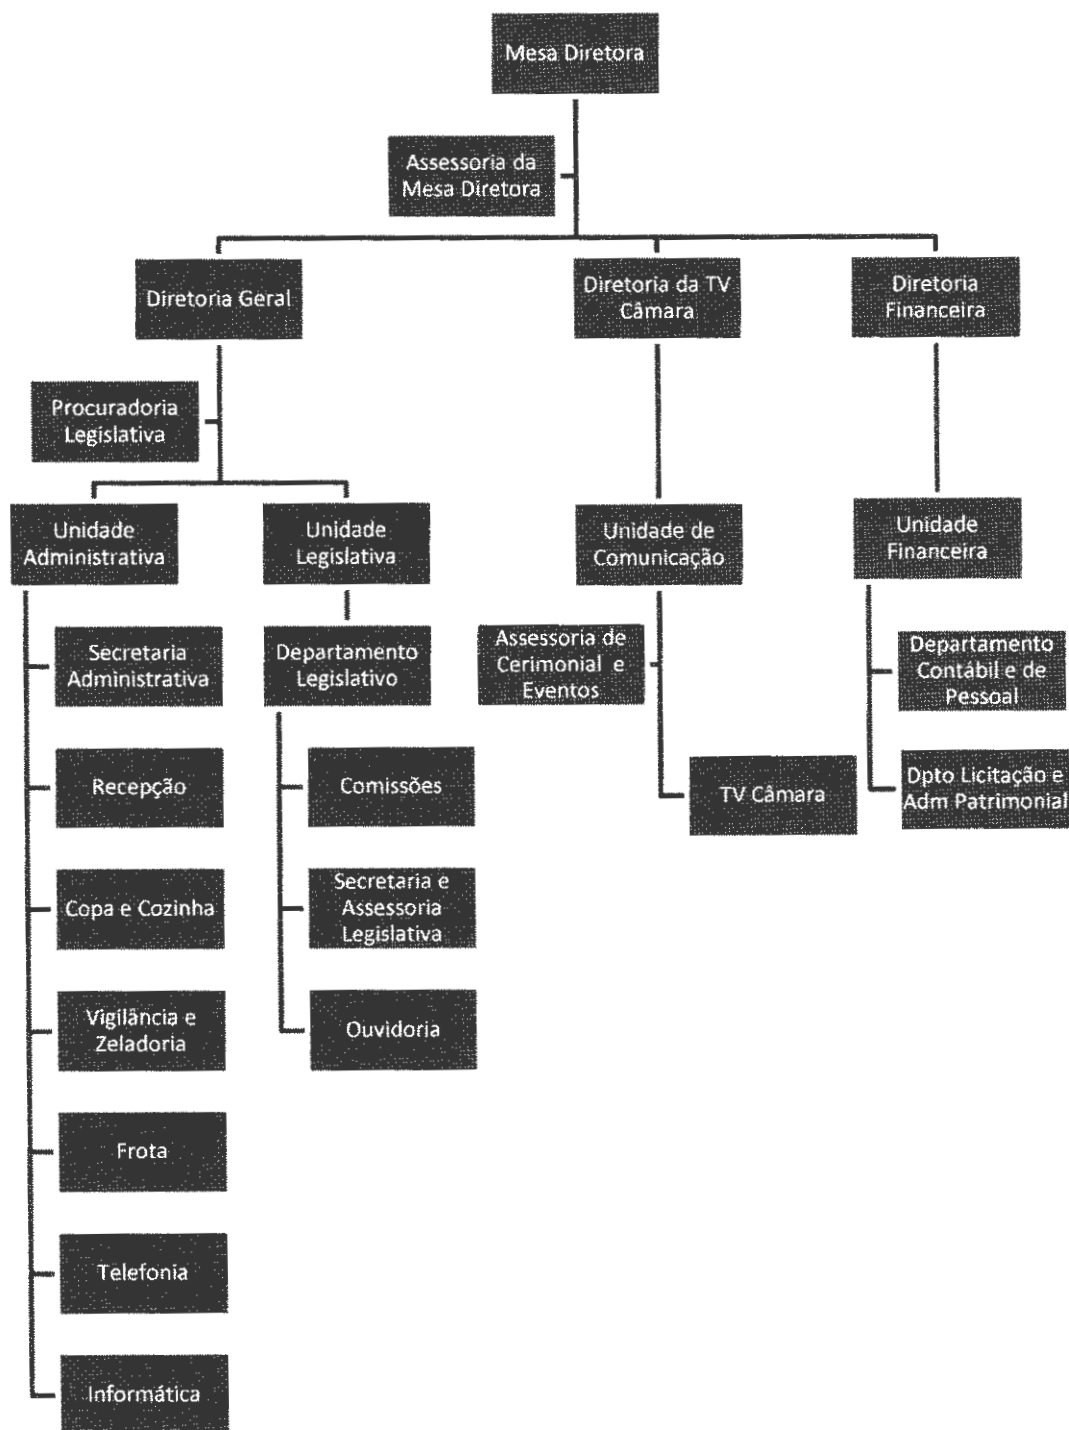 Mesa Diretora
Assessoria da
Mesa Diretora
Diretoria Geral
Diretoria da TV
Câmara
Diretoria
Financeira
Procuradoria
Legislativa
Unidade
Administrativa
Unidade
Legislativa
Unidade de
Comunicação
Unidade
Financeira
Secretaria
Administrativa
Departamento
Legislativo
Assessoria de
Cerimonial e
Eventos
Departamento
Contábil e de
Pessoal
Recepção
Comissões
TV Câmara
Dpto Licitação e
Adm Patrimonial
Copa e Cozinha
Secretaria e
Assessoria
Legislativa
Vigilância e
Zeladoria
Ouvidoria
Frota
Telefonia
Informática